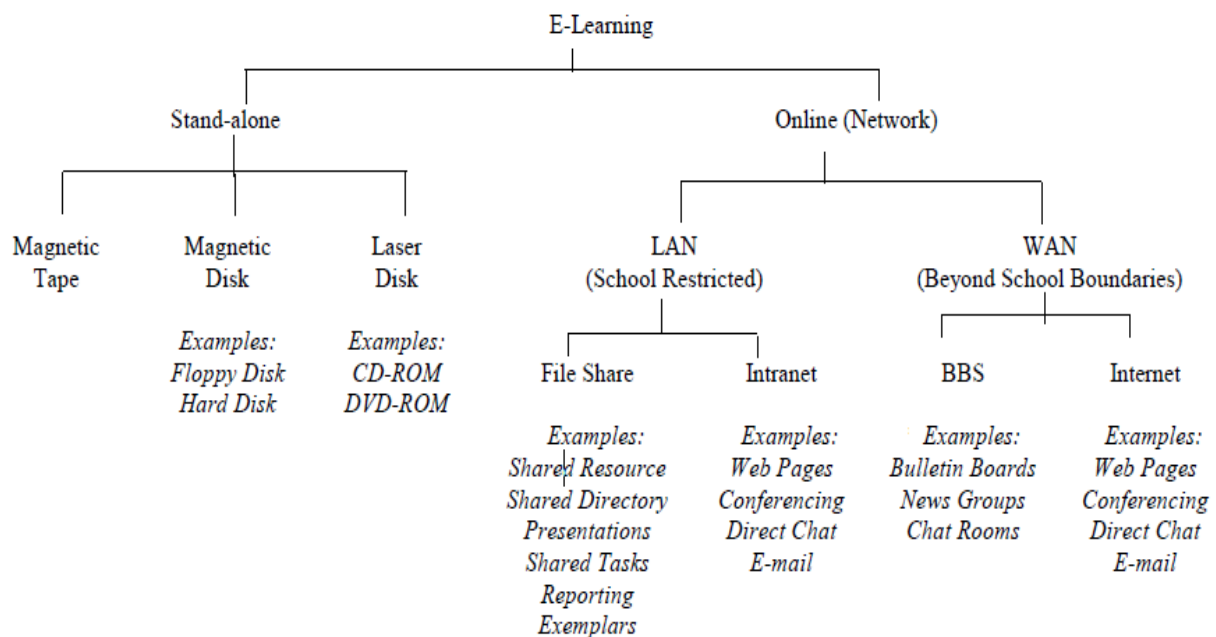 E-Learning
Stand-alone
Online (Network)
Magnetic
Tape
Magnetic
Disk
Examples:
Floppy Disk
Hard Disk
Laser
Disk
Examples:
CD-ROM
DVD-ROM
LAN
(School Restricted)
WAN
(Beyond School Boundaries)
File Share
Examples:
Shared Resource
Shared Directory
Presentations
Shared Tasks
Reporting
Exemplars
Intranet
Examples:
Web Pages
Conferencing
Direct Chat
E-mail
BBS
Examples:
Bulletin Boards
News Groups
Chat Rooms
Internet
Examples:
Web Pages
Conferencing
Direct Chat
E-mail